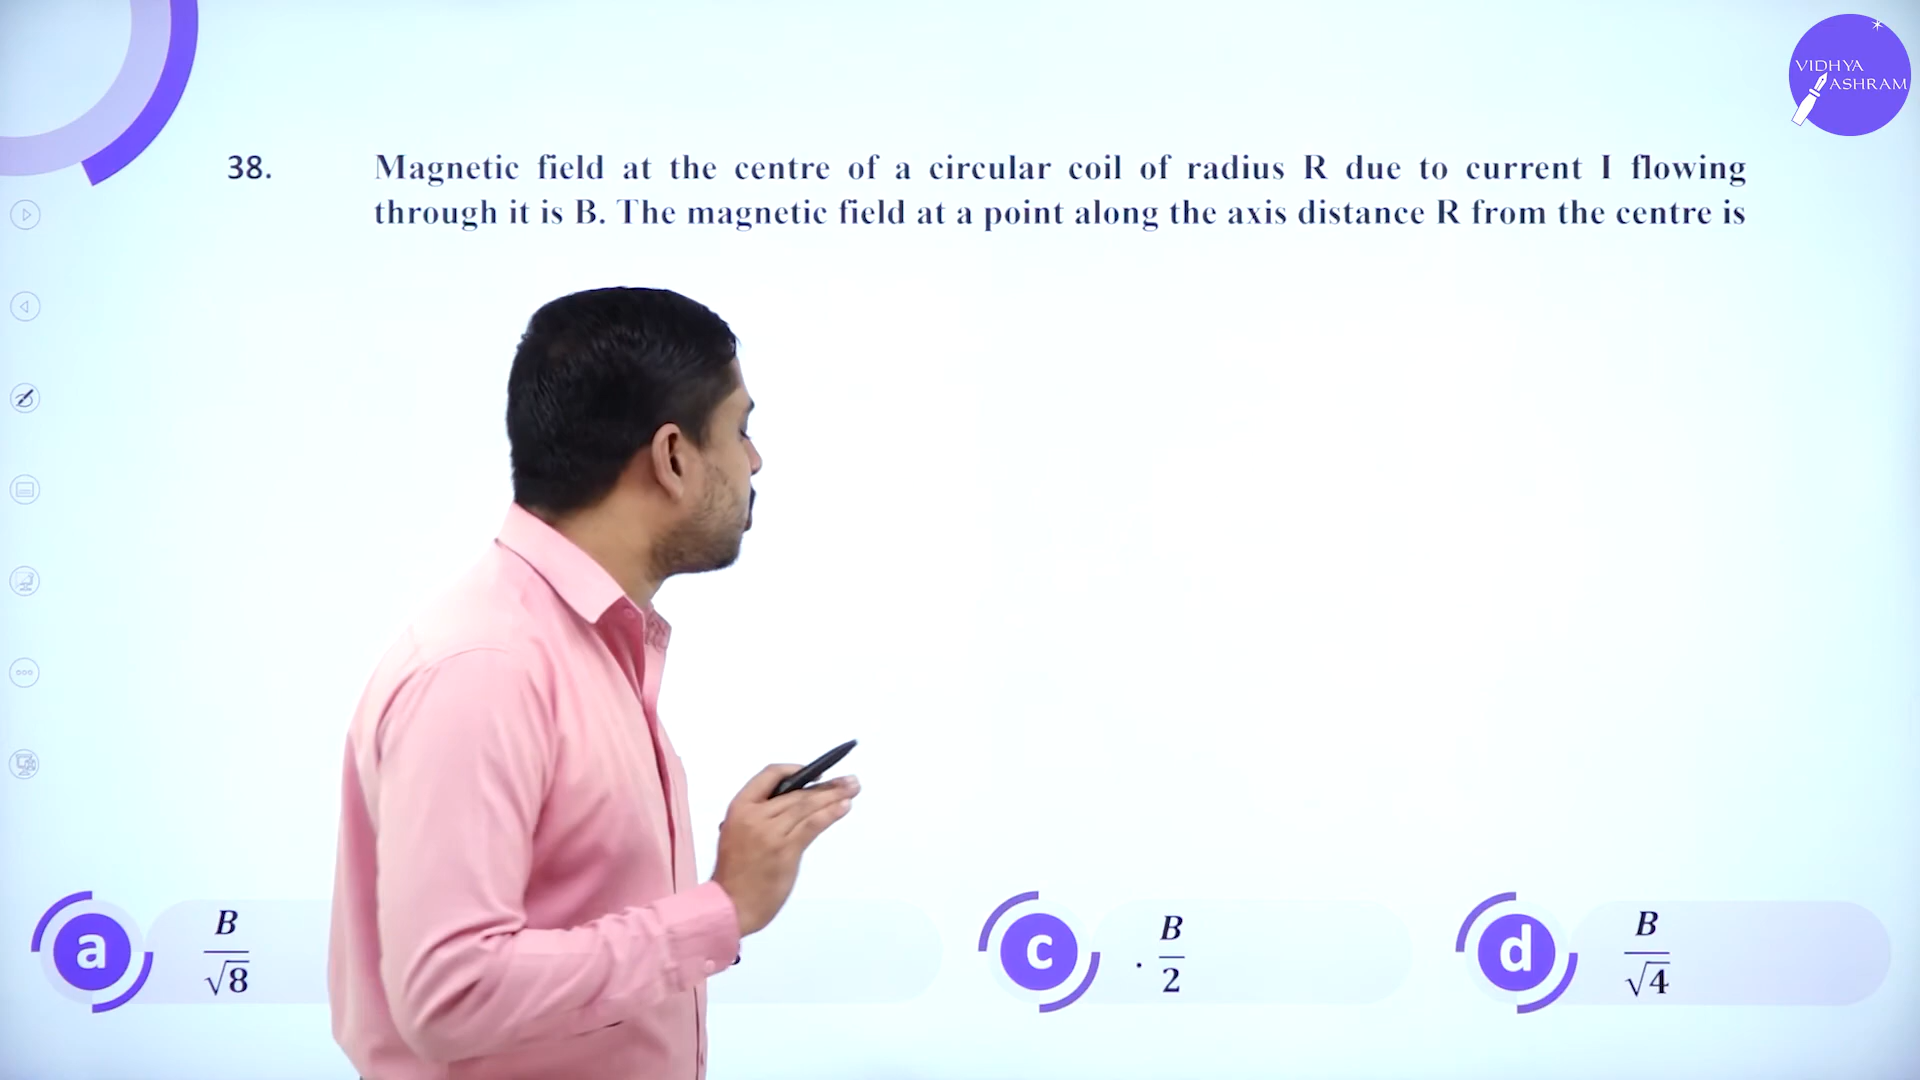 VIDHYA
ASHRAM
38. Magnetic field at the centre of a circular coil of radius R due to current I flowing
through it is B. The magnetic field at a point along the axis distance R from the centre is
a B/√8
c . B/2
d B/√4